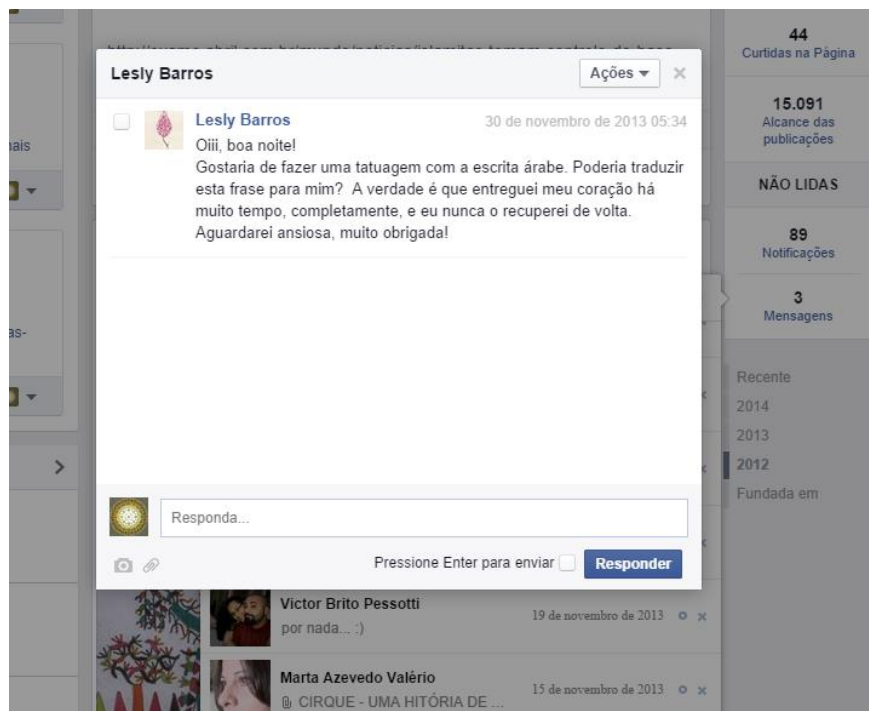 Lesly Barros
Ações
Lesly Barros
30 de novembro de 2013 05:34
Oiii, boa noite!
Gostaria de fazer uma tatuagem com a escrita árabe. Poderia traduzir
esta frase para mim? A verdade é que entreguei meu coração há
muito tempo, completamente, e eu nunca o recuperei de volta.
Aguardarei ansiosa, muito obrigada!
Responda...
Pressione Enter para enviar
Responder
Victor Brito Pessotti
por nada... :)
19 de novembro de 2013
Marta Azevedo Valério
CIRQUE - UMA HITÓRIA DE ...
15 de novembro de 2013
44
Curtidas na Página
15.091
Alcance das
publicações
NÃO LIDAS
89
Notificações
3
Mensagens
Recente
2014
2013
2012
Fundada em